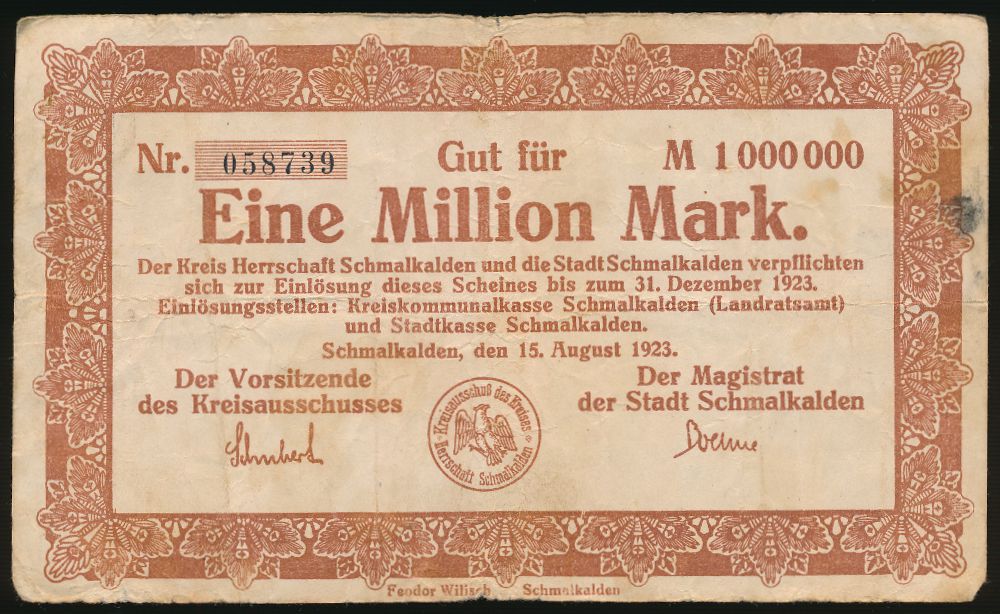 Nr. 058739 Gut für M 1000000
Eine Million Mark.
Der Kreis Herrschaft Schmalkalden und die Stadt Schmalkalden verpflichten
sich zur Einlösung dieses Scheines bis zum 31. Dezember 1923.
Einlösungsstellen: Kreiskommunalkasse Schmalkalden (Landratsamt)
und Stadtkasse Schmalkalden.
Schmalkalden, den 15. August 1923.
Der Vorsitzende
des Kreisausschusses
Der Magistrat
der Stadt Schmalkalden
Schubert
Kreisausschuß des Kreises
Herrschaft Schmalkalden
Feodor Wilisch Schmalkalden